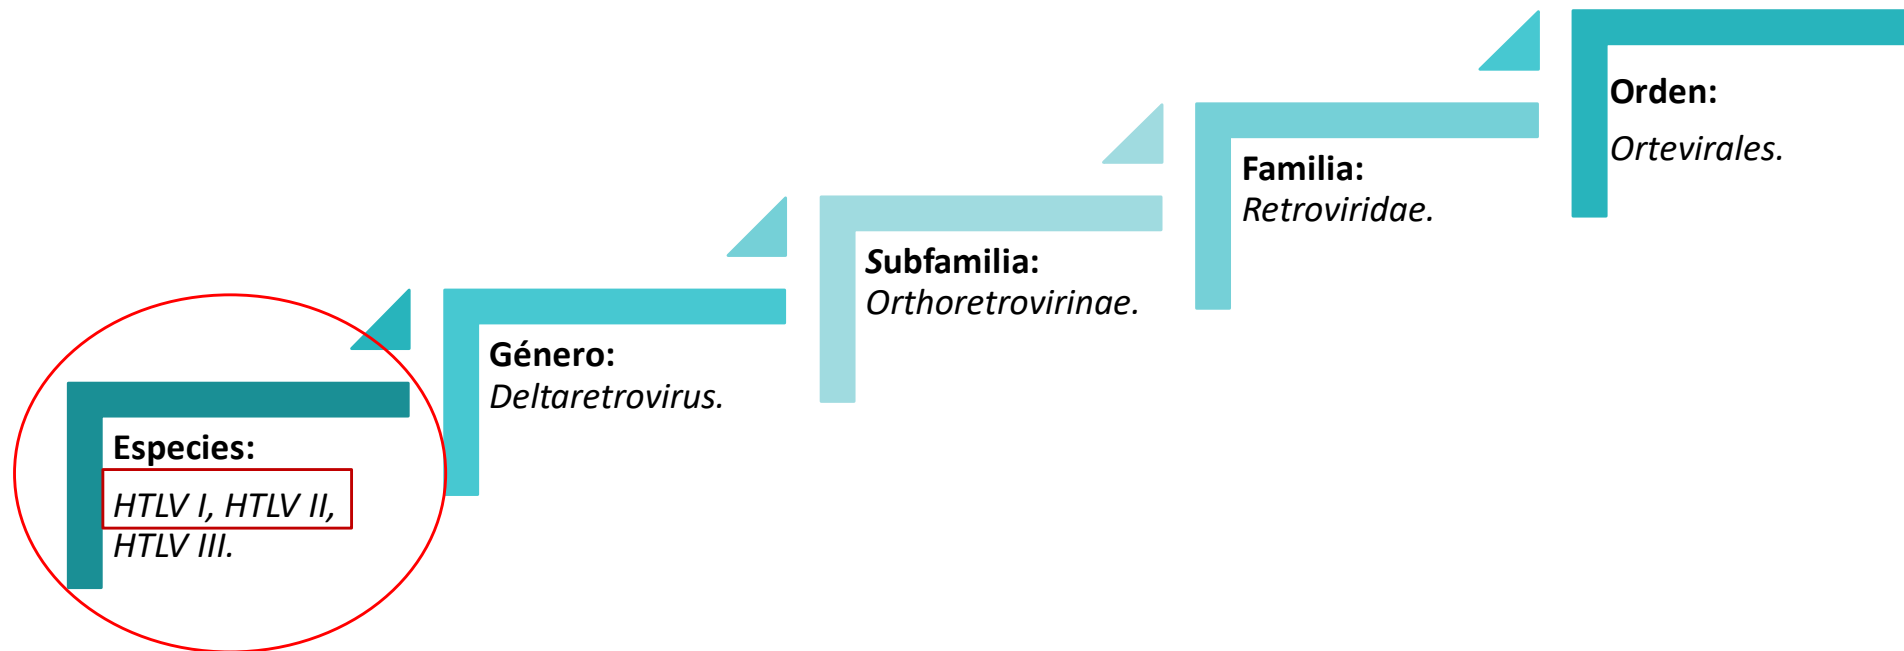 Orden:
Ortevirales.
Familia:
Retroviridae.
Subfamilia:
Orthoretrovirinae.
Género:
Deltaretrovirus.
Especies:
HTLV I, HTLV II,
HTLV III.